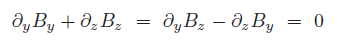 ∂_y B_y + ∂_z B_z = ∂_y B_z − ∂_z B_y = 0